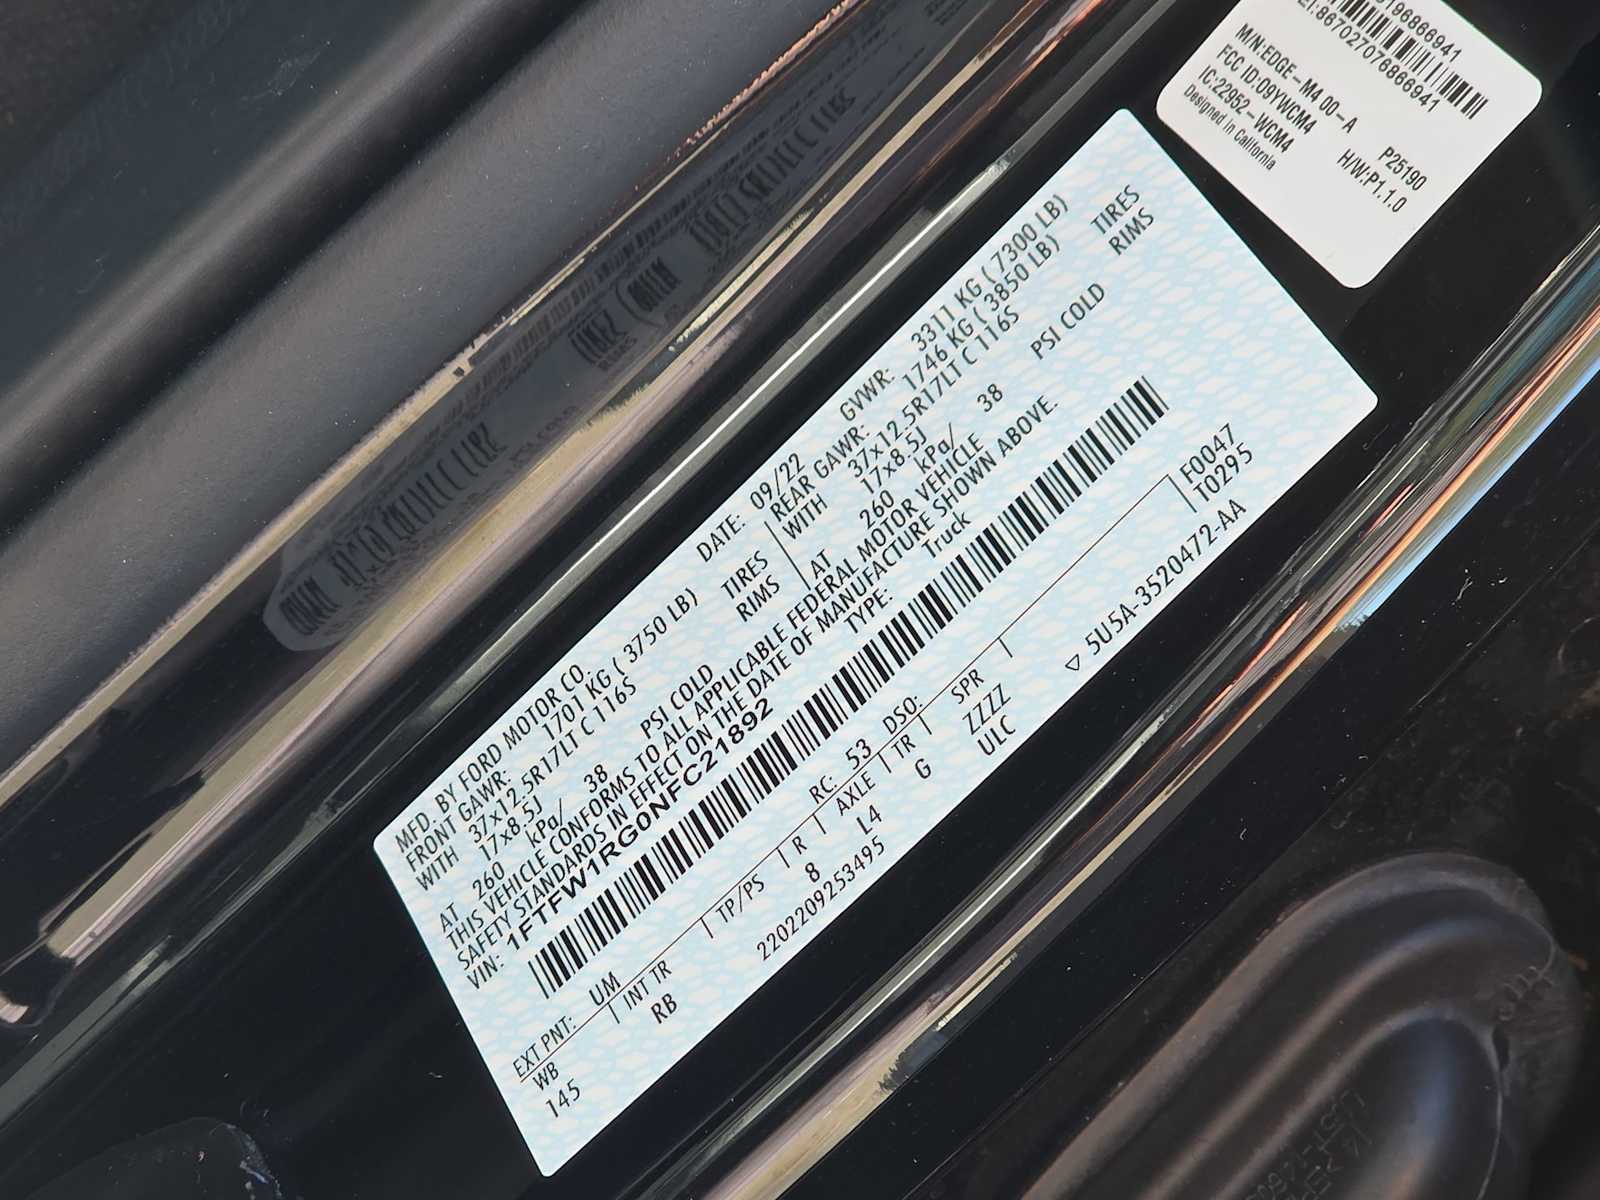 196866941
EI:867027076866941
M/N:EDGE-M4 00-A
FCC ID:O9YWCM4 P25190
IC:22952-WCM4 H/W:P1.1.0
Designed in California
MFD. BY FORD MOTOR CO. DATE: 09/22 GVWR: 3311 KG ( 7300 LB)
FRONT GAWR: 1701 KG ( 3750 LB) REAR GAWR: 1746 KG ( 3850 LB)
WITH 37x12.5R17LT C 116S TIRES WITH 37x12.5R17LT C 116S TIRES
17x8.5J RIMS 17x8.5J RIMS
AT 260 kPa/ 38 PSI COLD AT 260 kPa/ 38 PSI COLD
THIS VEHICLE CONFORMS TO ALL APPLICABLE FEDERAL MOTOR VEHICLE
SAFETY STANDARDS IN EFFECT ON THE DATE OF MANUFACTURE SHOWN ABOVE.
VIN: 1FTFW1RG0NFC21892 TYPE: Truck
EXT PNT: UM RC: 53 DSO: F0047
WB INT TR TP/PS R AXLE TR SPR T0295
145 RB 8 L4 G ZZZZ
2202209253495 ULC 5U5A-3520472-AA